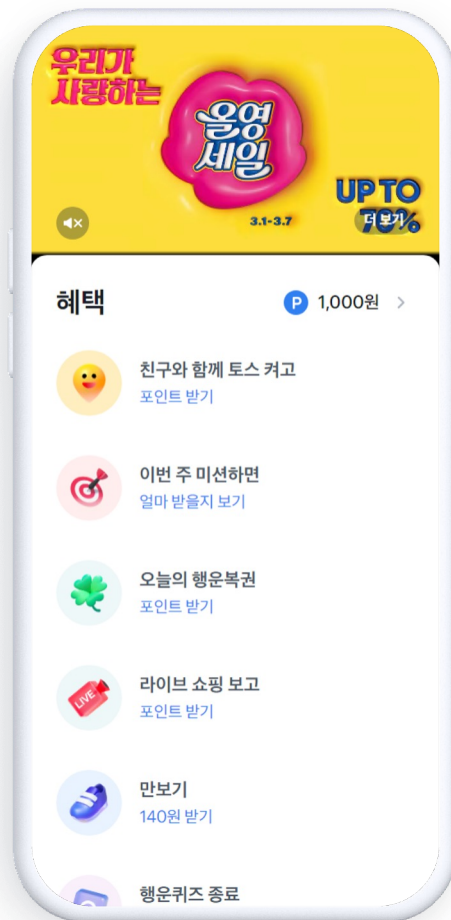 우리가
사랑하는
올영
세일
UP TO
70%
3.1-3.7
더 보기
혜택
P 1,000원
친구와 함께 토스 켜고
포인트 받기
이번 주 미션하면
얼마 받을지 보기
오늘의 행운복권
포인트 받기
LIVE
라이브 쇼핑 보고
포인트 받기
만보기
140원 받기
행운퀴즈 종료